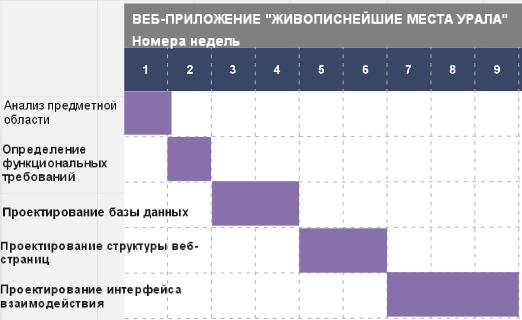 ВЕБ-ПРИЛОЖЕНИЕ "ЖИВОПИСНЕЙШИЕ МЕСТА УРАЛА"
Номера недель
1 2 3 4 5 6 7 8 9
Анализ предметной
области
Определение
функциональных
требований
Проектирование базы данных
Проектирование структуры веб-
страниц
Проектирование интерфейса
взаимодействия